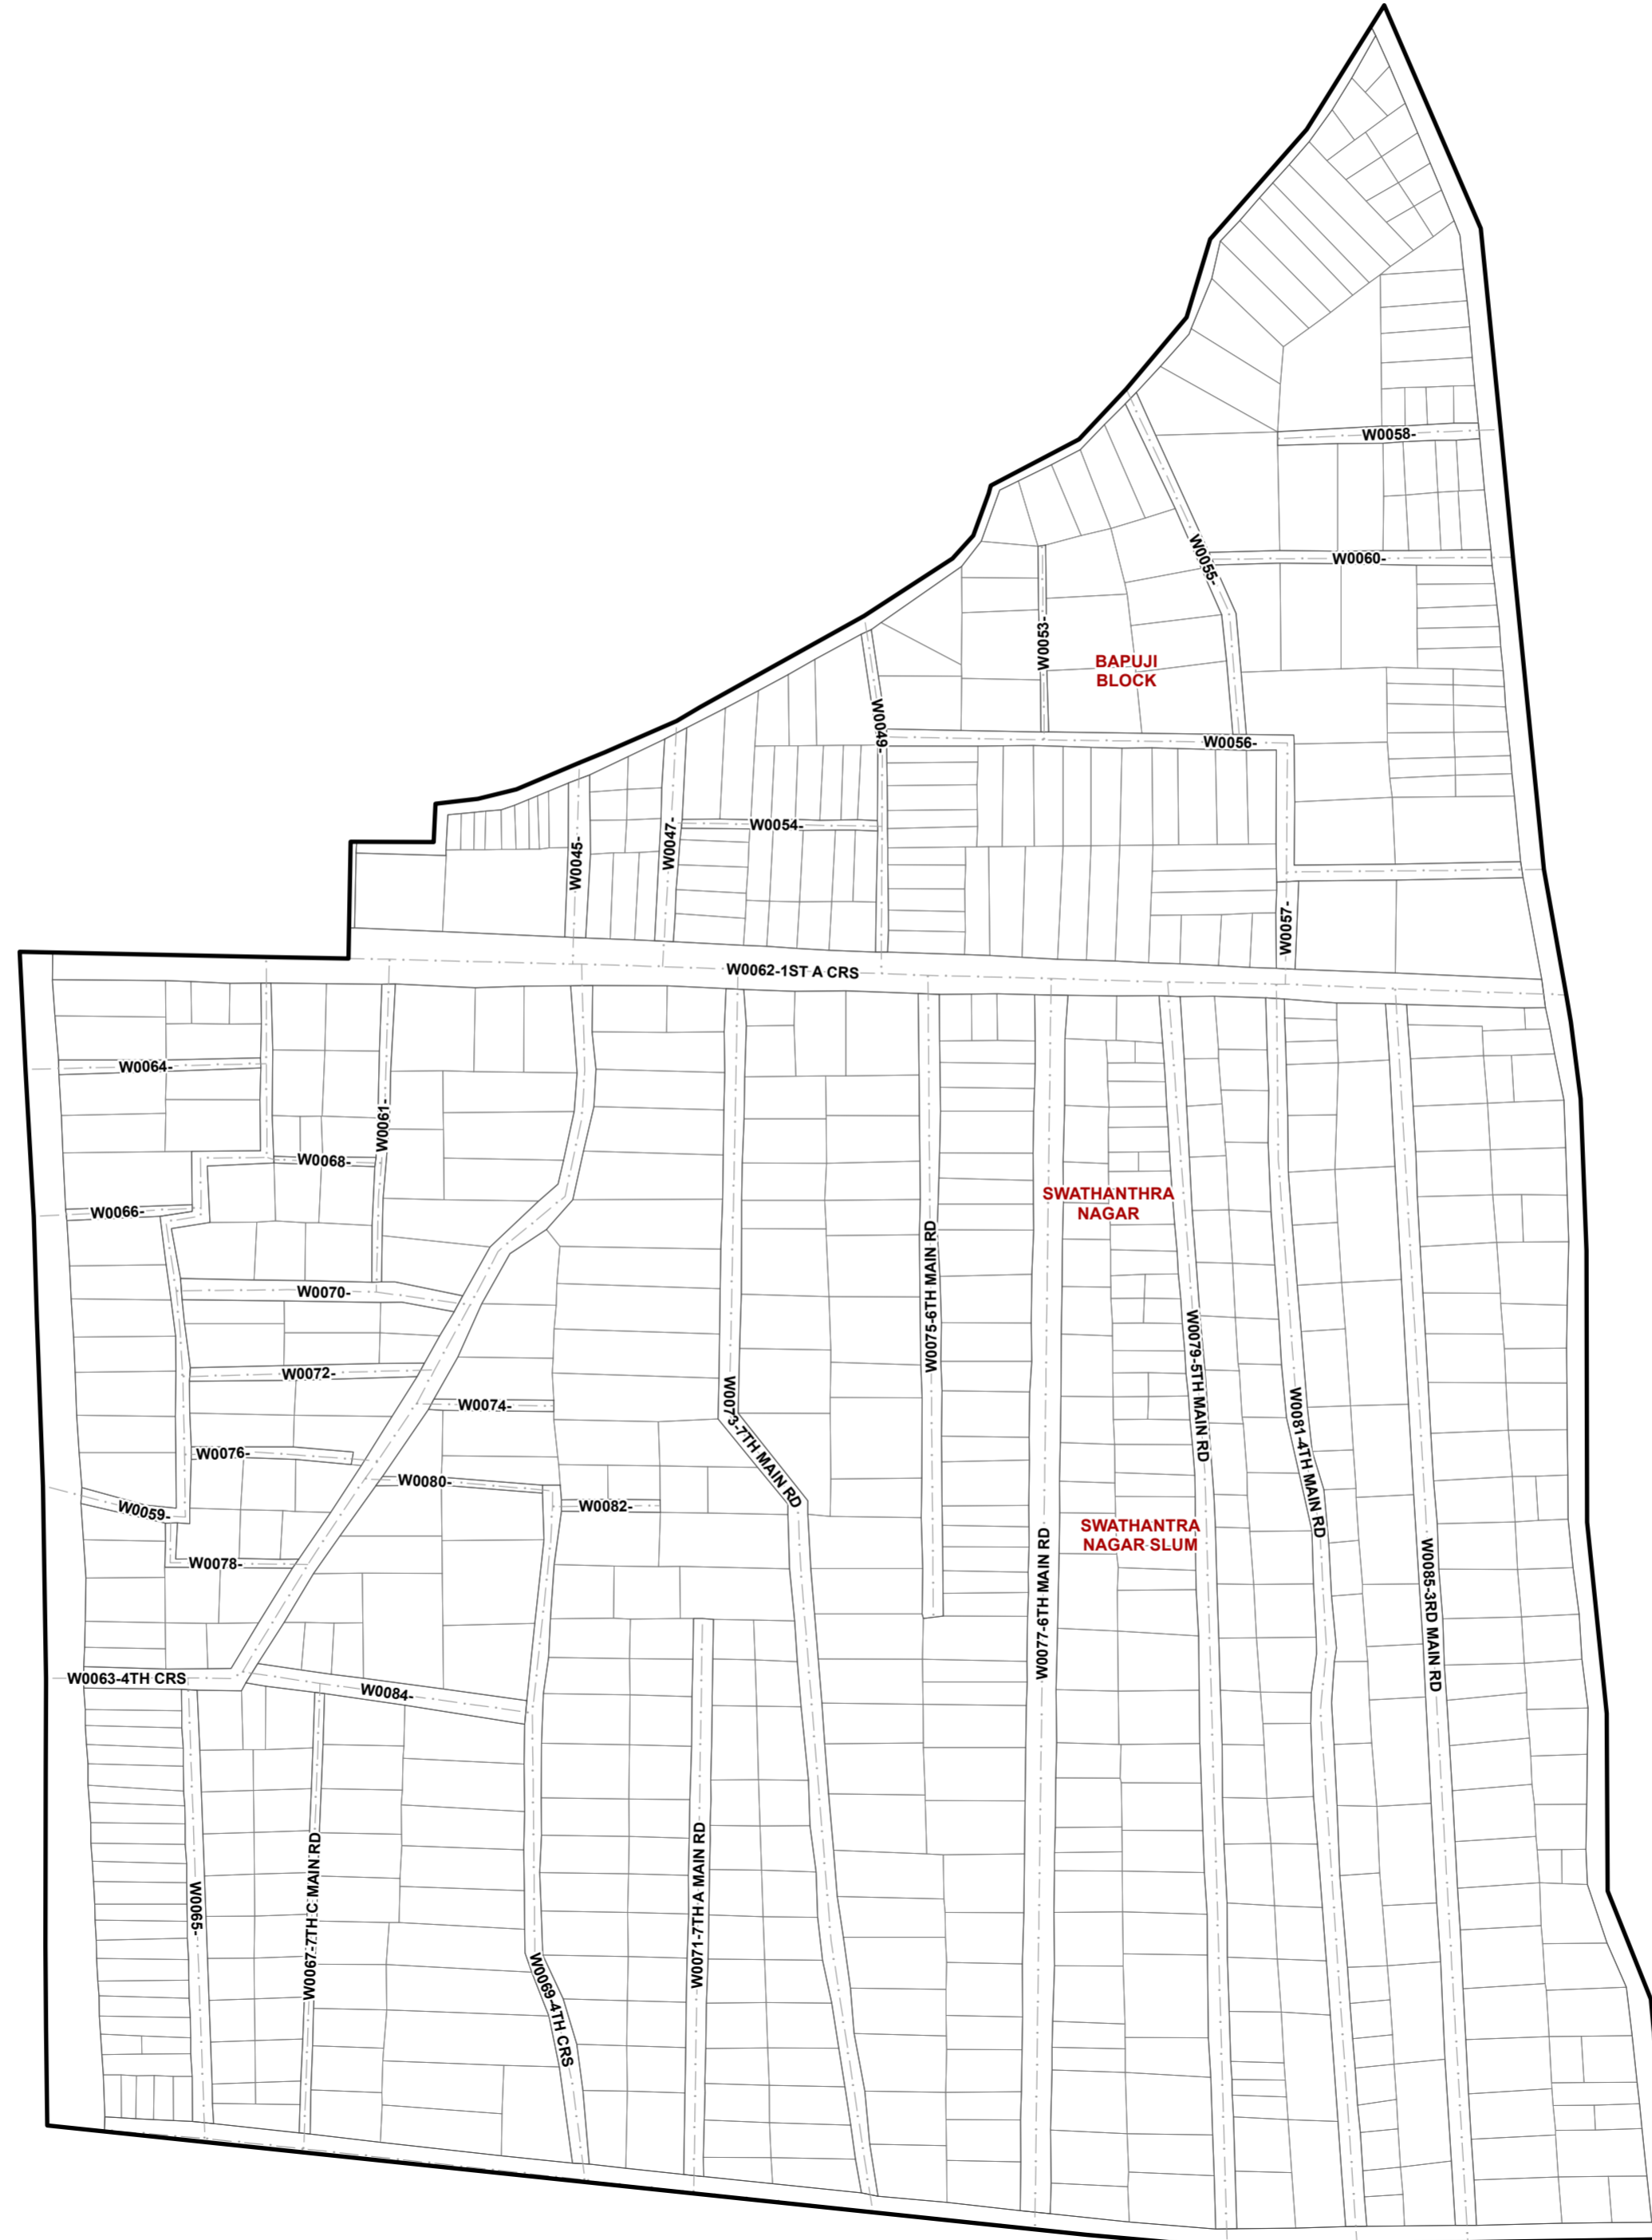 W0058-
W0055-
W0060-
W0053-
BAPUJI
BLOCK
W0049-
W0056-
W0054-
W0047-
W0045-
W0057-
W0062-1ST A CRS
W0064-
W0061-
W0068-
W0066-
SWATHANTHRA
NAGAR
W0070-
W0075-6TH MAIN RD
W0072-
W0079-5TH MAIN RD
W0074-
W0073-7TH MAIN RD
W0081-4TH MAIN RD
W0076-
W0080-
W0059-
W0082-
SWATHANTRA
NAGAR SLUM
W0078-
W0077-6TH MAIN RD
W0085-3RD MAIN RD
W0063-4TH CRS
W0084-
W0065-
W0067-7TH C MAIN RD
W0071-7TH A MAIN RD
W0069-4TH CRS